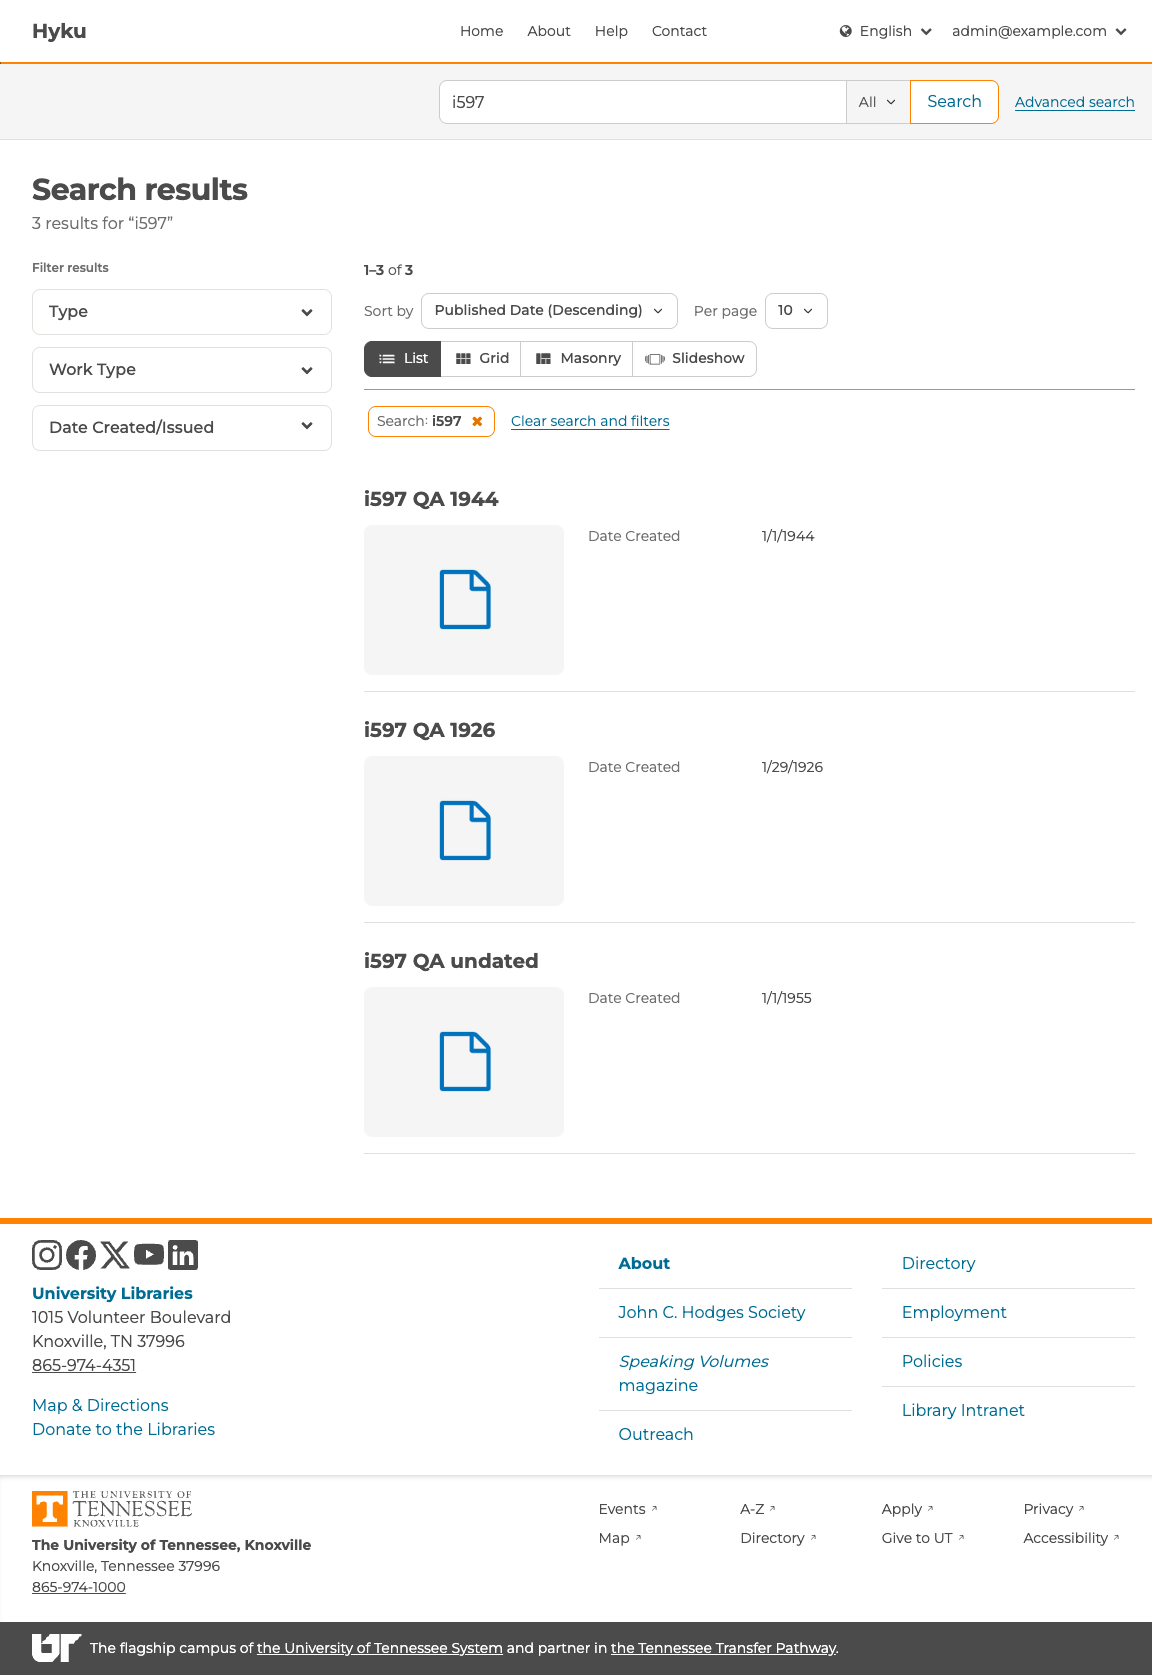 Hyku
Home About Help Contact
English admin@example.com
i597 All Search Advanced search
Search results
3 results for “i597”
Filter results
Type
Work Type
Date Created/Issued
1–3 of 3
Sort by Published Date (Descending) Per page 10
List Grid Masonry Slideshow
Search: i597 ✖ Clear search and filters
i597 QA 1944
Date Created 1/1/1944
i597 QA 1926
Date Created 1/29/1926
i597 QA undated
Date Created 1/1/1955
University Libraries
1015 Volunteer Boulevard
Knoxville, TN 37996
865-974-4351
Map & Directions
Donate to the Libraries
About
John C. Hodges Society
Speaking Volumes
magazine
Outreach
Directory
Employment
Policies
Library Intranet
T THE UNIVERSITY OF
TENNESSEE
KNOXVILLE
The University of Tennessee, Knoxville
Knoxville, Tennessee 37996
865-974-1000
Events A-Z Apply Privacy
Map Directory Give to UT Accessibility
UT The flagship campus of the University of Tennessee System and partner in the Tennessee Transfer Pathway.